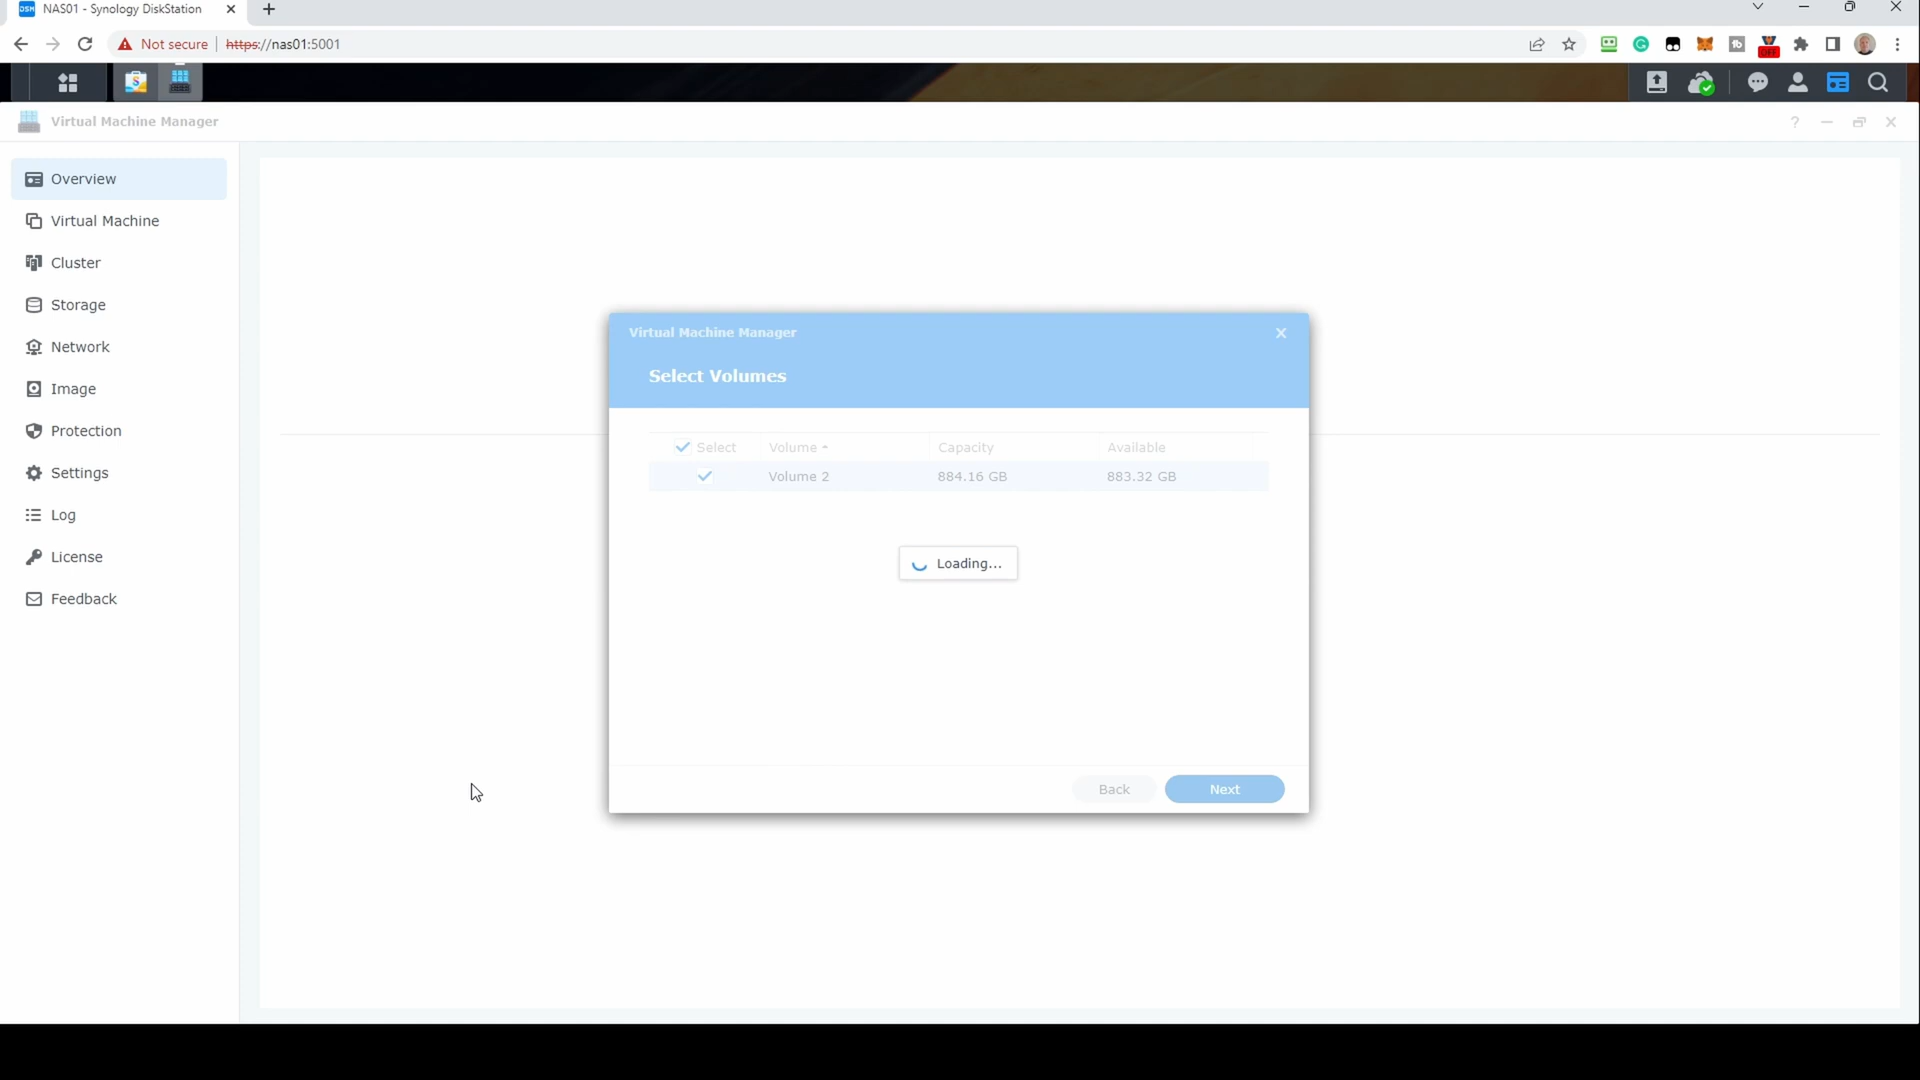 NAS01 - Synology DiskStation
Not secure
https://nas01:5001
OFF
Virtual Machine Manager
Overview
Virtual Machine
Cluster
Storage
Network
Image
Protection
Settings
Log
License
Feedback
Virtual Machine Manager
Select Volumes
Select Volume Capacity Available
Volume 2 884.16 GB 883.32 GB
Loading...
Back Next